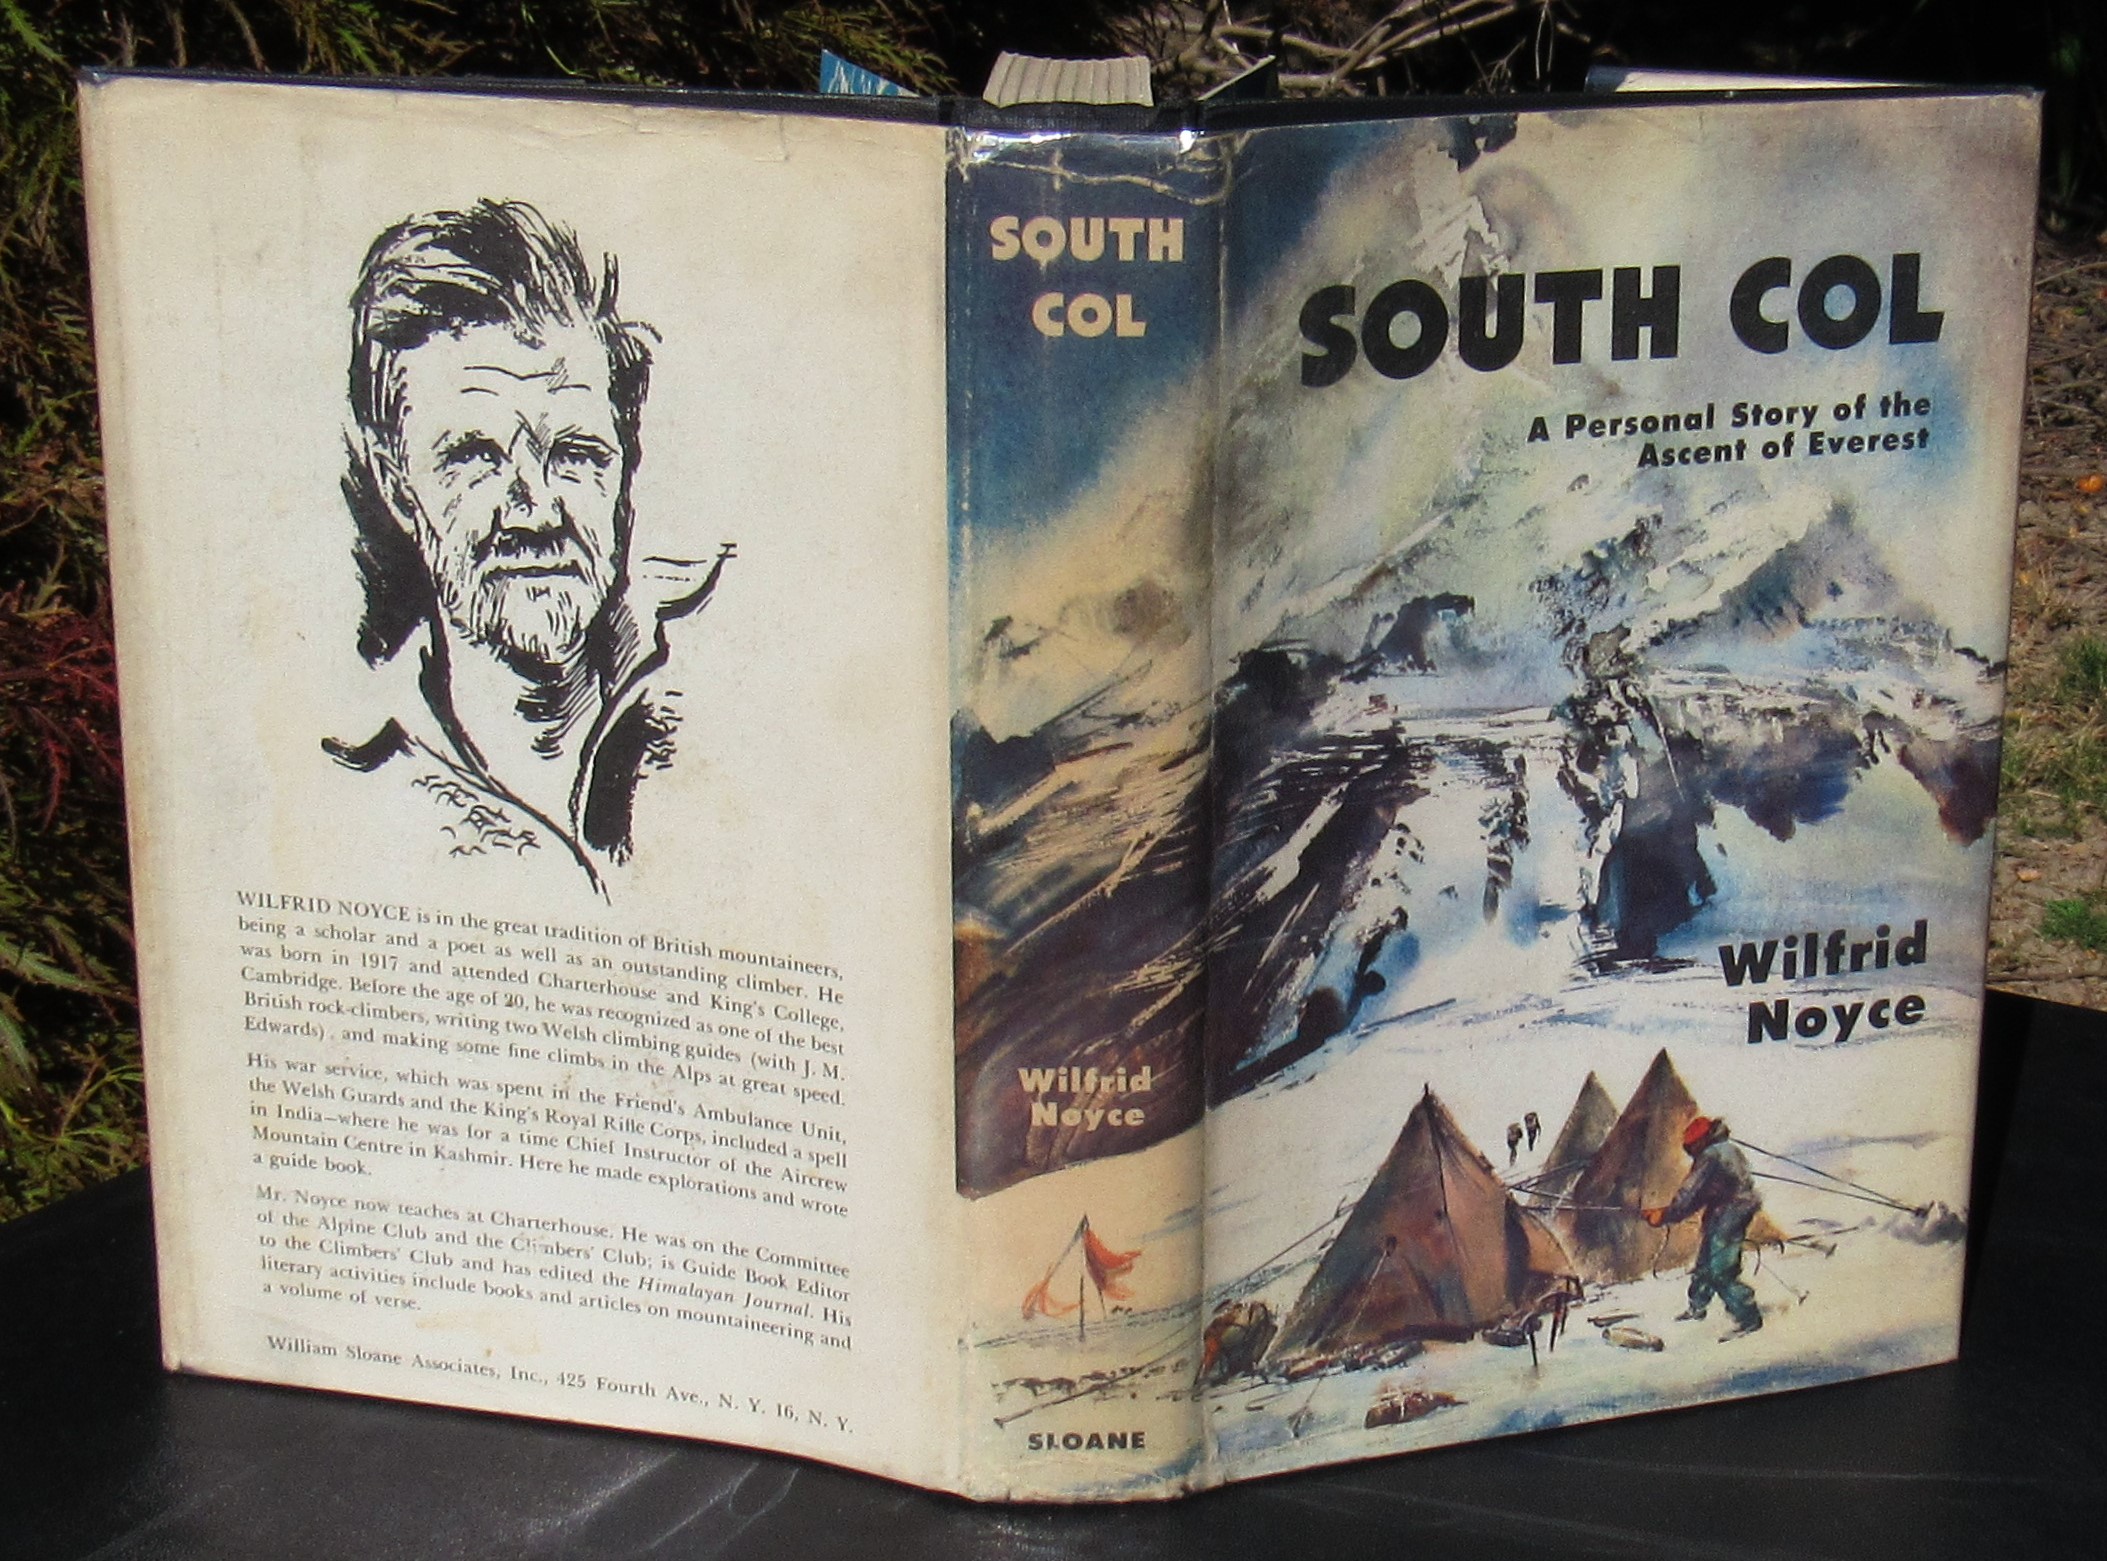 WILFRID NOYCE is in the great tradition of British mountaineers,
being a scholar and a poet as well as an outstanding climber. He
was born in 1917 and attended Charterhouse and King's College,
Cambridge. Before the age of 20, he was recognized as one of the best
British rock-climbers, writing two Welsh climbing guides (with J. M.
Edwards), and making some fine climbs in the Alps at great speed.
His war service, which was spent in the Friend's Ambulance Unit,
the Welsh Guards and the King's Royal Rifle Corps, included a spell
in India—where he was for a time Chief Instructor of the Aircrew
Mountain Centre in Kashmir. Here he made explorations and wrote
a guide book.
Mr. Noyce now teaches at Charterhouse. He was on the Committee
of the Alpine Club and the Climbers' Club; is Guide Book Editor
to the Climbers' Club and has edited the Himalayan Journal. His
literary activities include books and articles on mountaineering and
a volume of verse.
William Sloane Associates, Inc., 425 Fourth Ave., N. Y. 16, N. Y.
SOUTH
COL
Wilfrid
Noyce
SLOANE
SOUTH COL
A Personal Story of the
Ascent of Everest
Wilfrid
Noyce